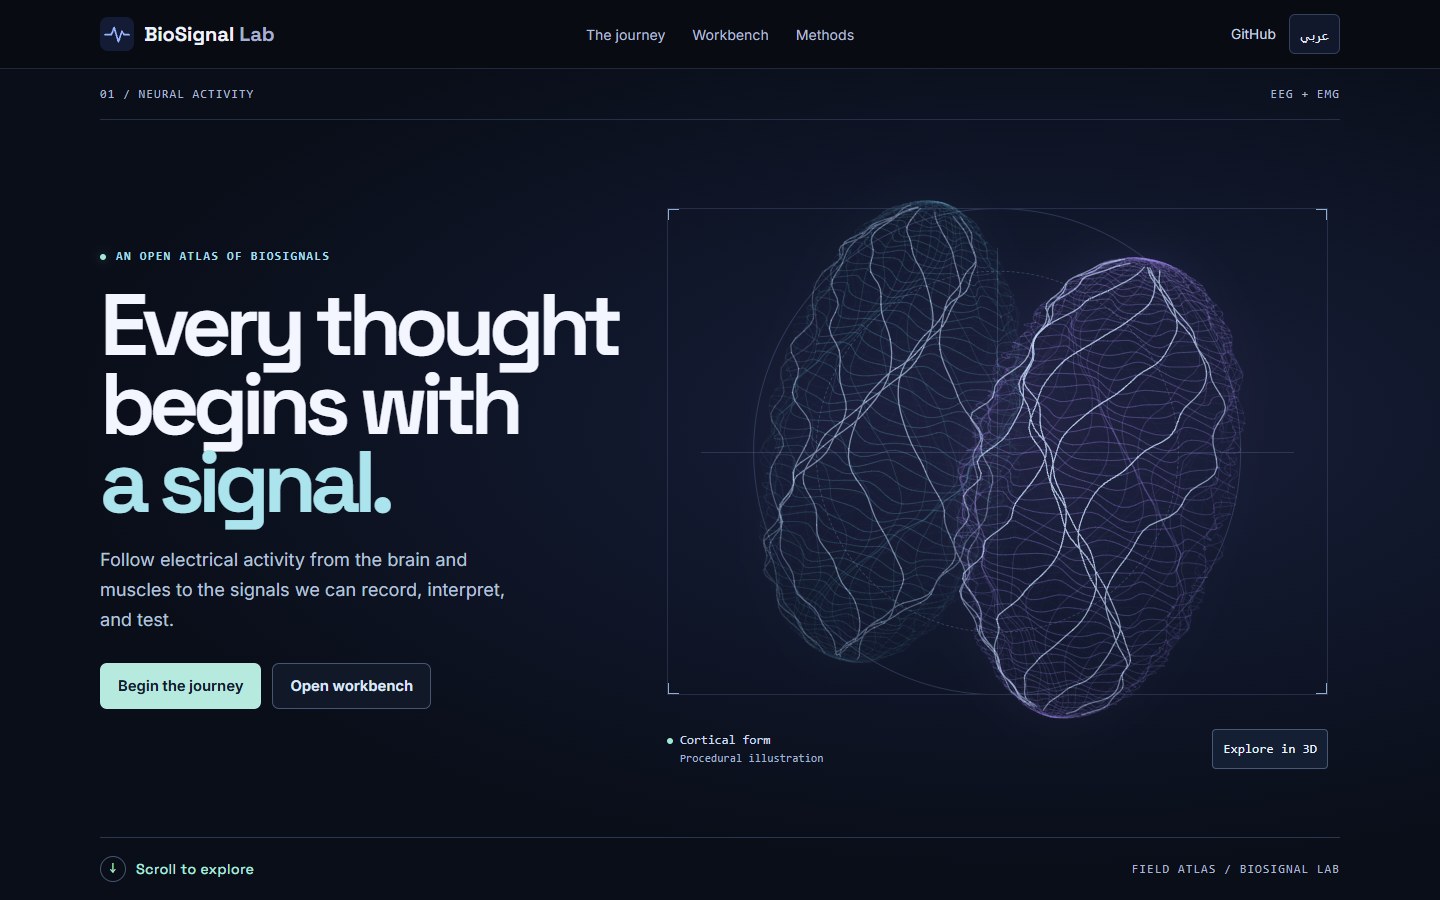 BioSignal Lab
The journey
Workbench
Methods
GitHub
عربي
01 / NEURAL ACTIVITY
EEG + EMG
AN OPEN ATLAS OF BIOSIGNALS
Every thought
begins with
a signal.
Follow electrical activity from the brain and
muscles to the signals we can record, interpret,
and test.
Begin the journey
Open workbench
Cortical form
Procedural illustration
Explore in 3D
Scroll to explore
FIELD ATLAS / BIOSIGNAL LAB